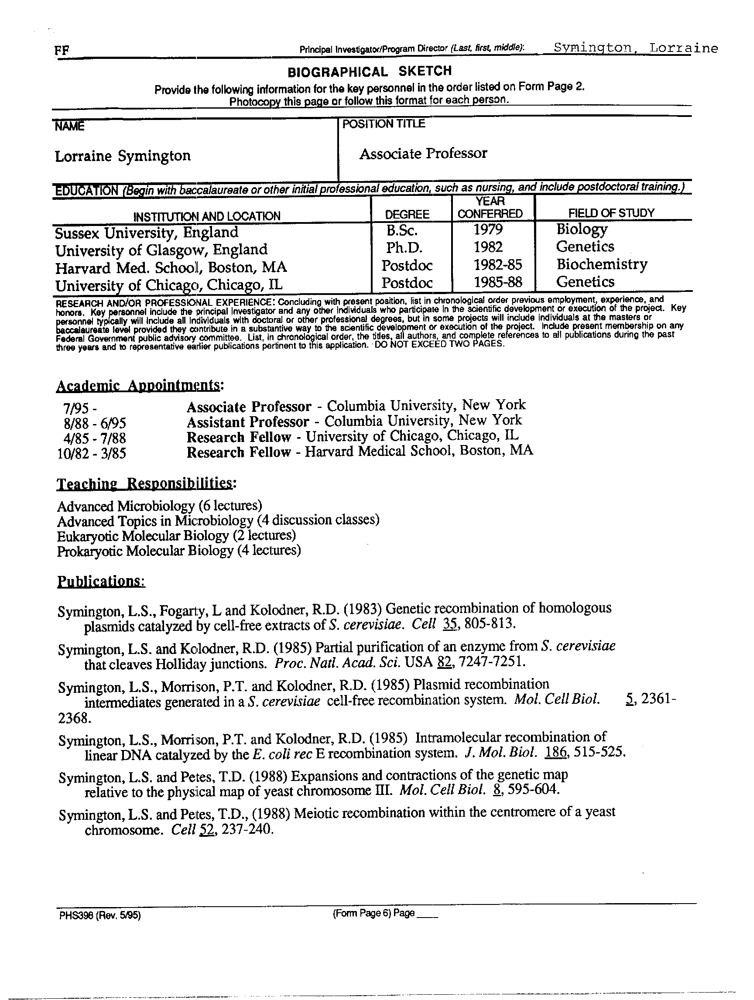 FF Principal Investigator/Program Director (Last, first, middle): Symington, Lorraine
BIOGRAPHICAL SKETCH
Provide the following information for the key personnel in the order listed on Form Page 2.
Photocopy this page or follow this format for each person.
NAME POSITION TITLE
Lorraine Symington Associate Professor
EDUCATION (Begin with baccalaureate or other initial professional education, such as nursing, and include postdoctoral training.)
INSTITUTION AND LOCATION DEGREE YEAR CONFERRED FIELD OF STUDY
Sussex University, England B.Sc. 1979 Biology
University of Glasgow, England Ph.D. 1982 Genetics
Harvard Med. School, Boston, MA Postdoc 1982-85 Biochemistry
University of Chicago, Chicago, IL Postdoc 1985-88 Genetics
RESEARCH AND/OR PROFESSIONAL EXPERIENCE: Concluding with present position, list in chronological order previous employment, experience, and
honors. Key personnel include the principal investigator and any other individuals who participate in the scientific development or execution of the project. Key
personnel typically will include all individuals with doctoral or other professional degrees, but in some projects will include individuals at the masters or
baccalaureate level provided they contribute in a substantive way to the scientific development or execution of the project. Include present membership on any
Federal Government public advisory committee. List, in chronological order, the titles, all authors, and complete references to all publications during the past
three years and to representative earlier publications pertinent to this application. DO NOT EXCEED TWO PAGES.
Academic Appointments:
7/95 - Associate Professor - Columbia University, New York
8/88 - 6/95 Assistant Professor - Columbia University, New York
4/85 - 7/88 Research Fellow - University of Chicago, Chicago, IL
10/82 - 3/85 Research Fellow - Harvard Medical School, Boston, MA
Teaching Responsibilities:
Advanced Microbiology (6 lectures)
Advanced Topics in Microbiology (4 discussion classes)
Eukaryotic Molecular Biology (2 lectures)
Prokaryotic Molecular Biology (4 lectures)
Publications:
Symington, L.S., Fogarty, L and Kolodner, R.D. (1983) Genetic recombination of homologous
plasmids catalyzed by cell-free extracts of S. cerevisiae. Cell 35, 805-813.
Symington, L.S. and Kolodner, R.D. (1985) Partial purification of an enzyme from S. cerevisiae
that cleaves Holliday junctions. Proc. Natl. Acad. Sci. USA 82, 7247-7251.
Symington, L.S., Morrison, P.T. and Kolodner, R.D. (1985) Plasmid recombination
intermediates generated in a S. cerevisiae cell-free recombination system. Mol. Cell Biol. 5, 2361-
2368.
Symington, L.S., Morrison, P.T. and Kolodner, R.D. (1985) Intramolecular recombination of
linear DNA catalyzed by the E. coli rec E recombination system. J. Mol. Biol. 186, 515-525.
Symington, L.S. and Petes, T.D. (1988) Expansions and contractions of the genetic map
relative to the physical map of yeast chromosome III. Mol. Cell Biol. 8, 595-604.
Symington, L.S. and Petes, T.D., (1988) Meiotic recombination within the centromere of a yeast
chromosome. Cell 52, 237-240.
PHS398 (Rev. 5/95) (Form Page 6) Page ____